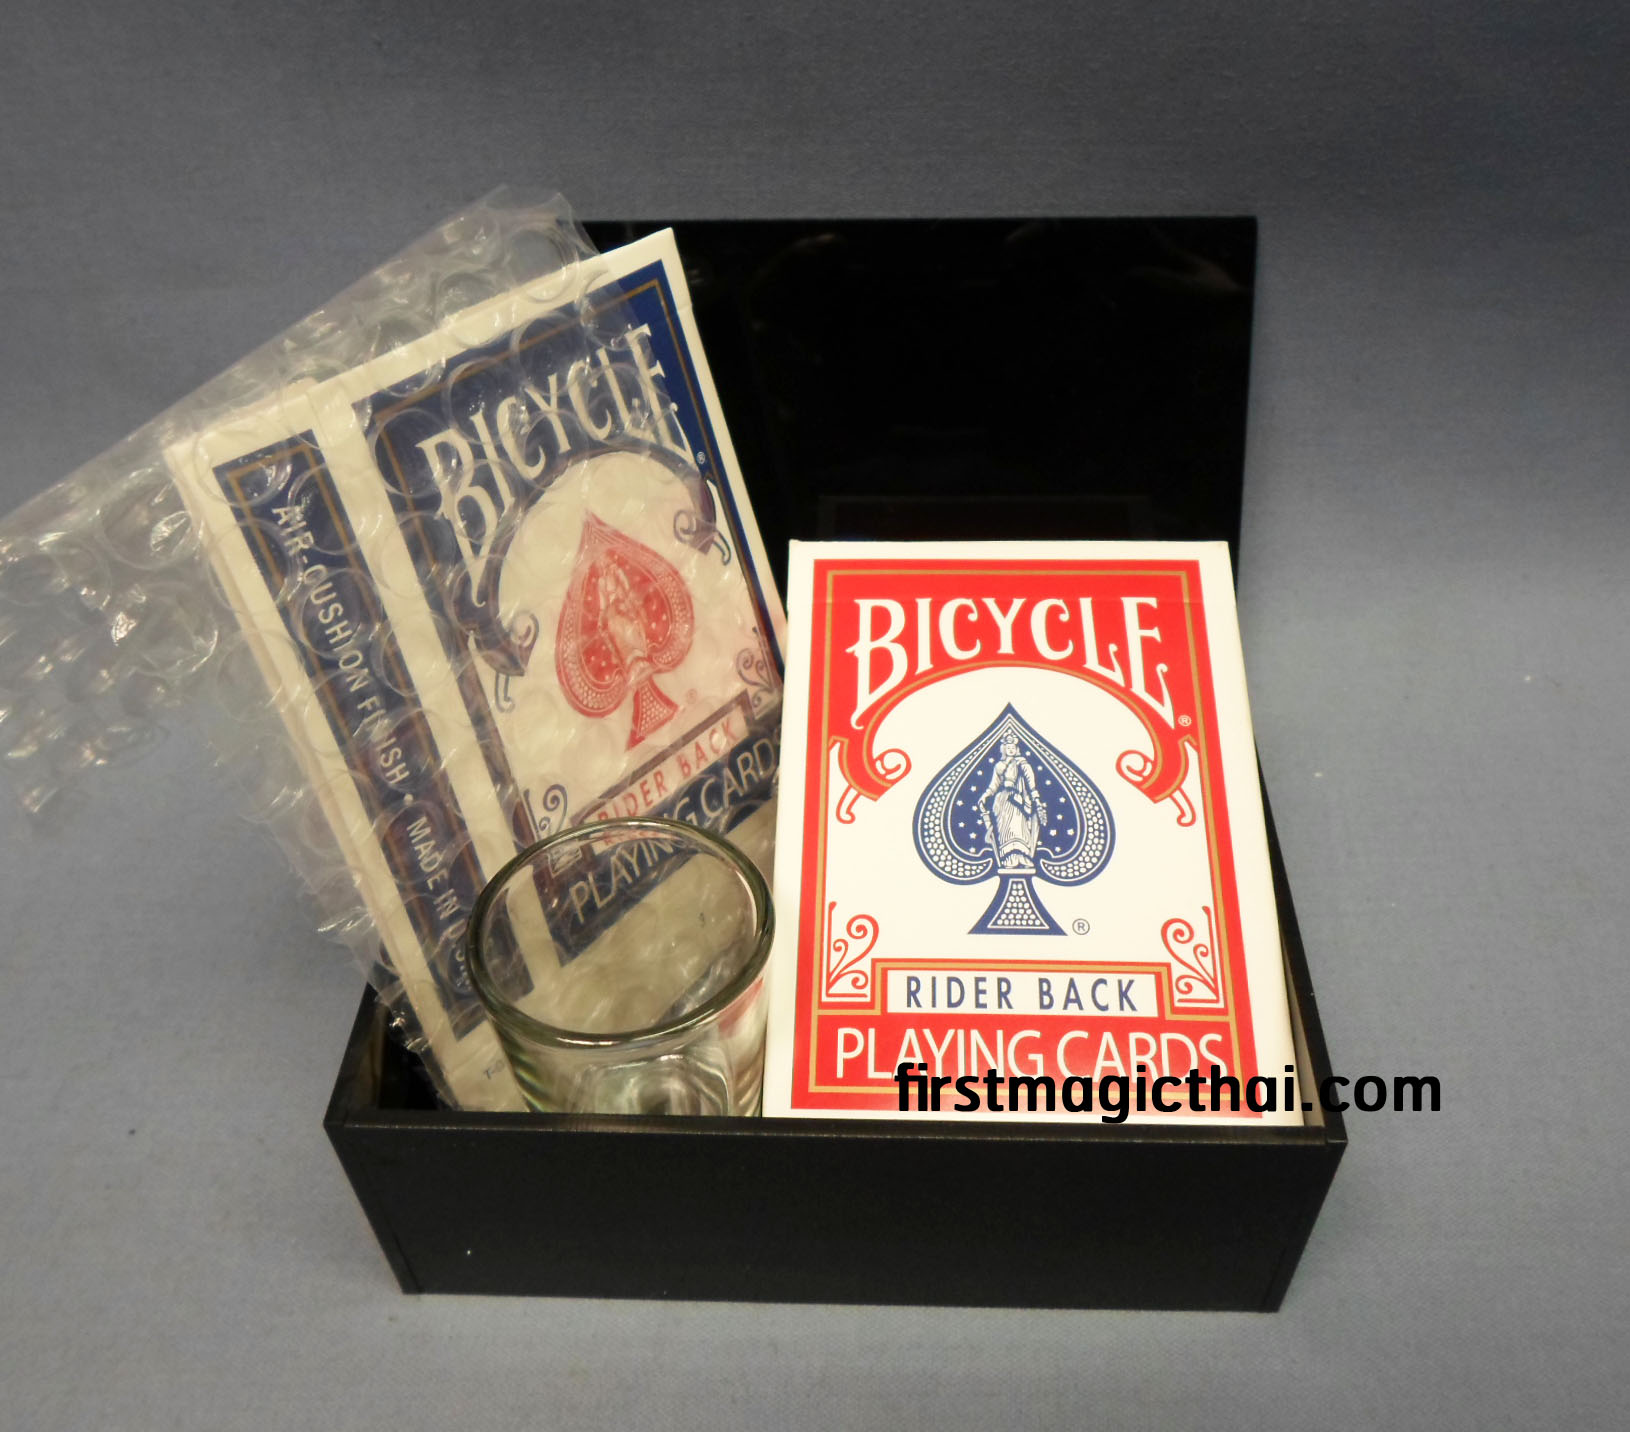 BICYCLE®
®
RIDER BACK
PLAYING CARDS
AIR-CUSHION FINISH • MADE IN U.S.A.
BICYCLE®
®
RIDER BACK
PLAYING CARDS
firstmagicthai.com